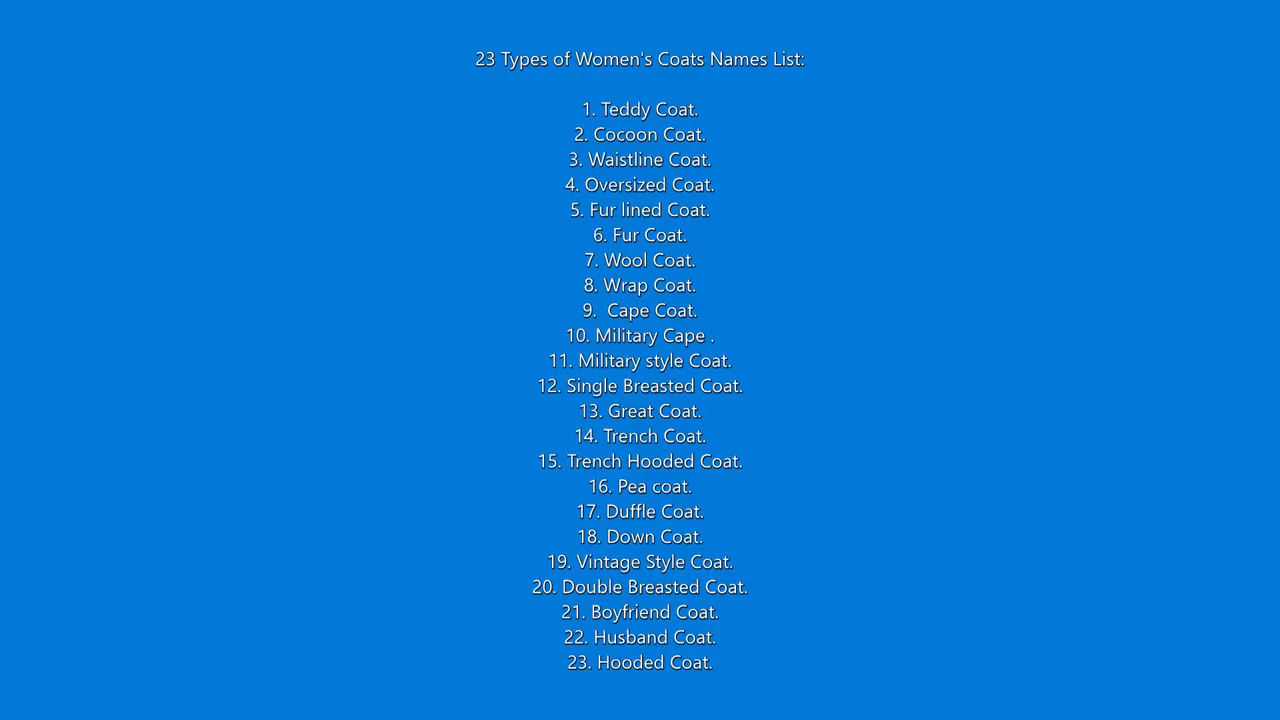 23 Types of Women's Coats Names List:
1. Teddy Coat.
2. Cocoon Coat.
3. Waistline Coat.
4. Oversized Coat.
5. Fur lined Coat.
6. Fur Coat.
7. Wool Coat.
8. Wrap Coat.
9.  Cape Coat.
10. Military Cape .
11. Military style Coat.
12. Single Breasted Coat.
13. Great Coat.
14. Trench Coat.
15. Trench Hooded Coat.
16. Pea coat.
17. Duffle Coat.
18. Down Coat.
19. Vintage Style Coat.
20. Double Breasted Coat.
21. Boyfriend Coat.
22. Husband Coat.
23. Hooded Coat.